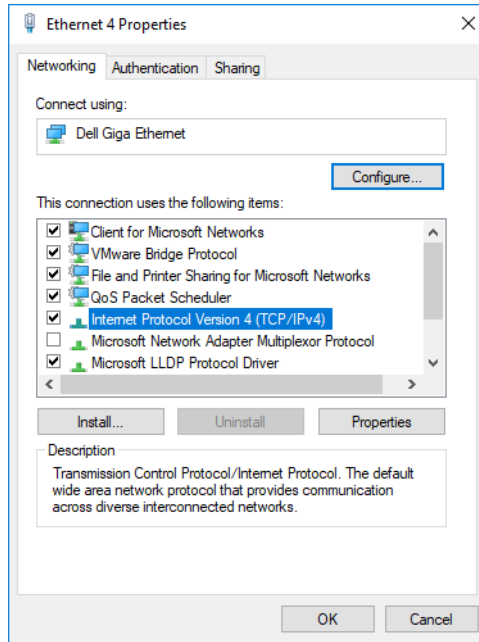 Ethernet 4 Properties
Networking Authentication Sharing
Connect using:
Dell Giga Ethernet
Configure...
This connection uses the following items:
Client for Microsoft Networks
VMware Bridge Protocol
File and Printer Sharing for Microsoft Networks
QoS Packet Scheduler
Internet Protocol Version 4 (TCP/IPv4)
Microsoft Network Adapter Multiplexor Protocol
Microsoft LLDP Protocol Driver
Install... Uninstall Properties
Description
Transmission Control Protocol/Internet Protocol. The default
wide area network protocol that provides communication
across diverse interconnected networks.
OK Cancel